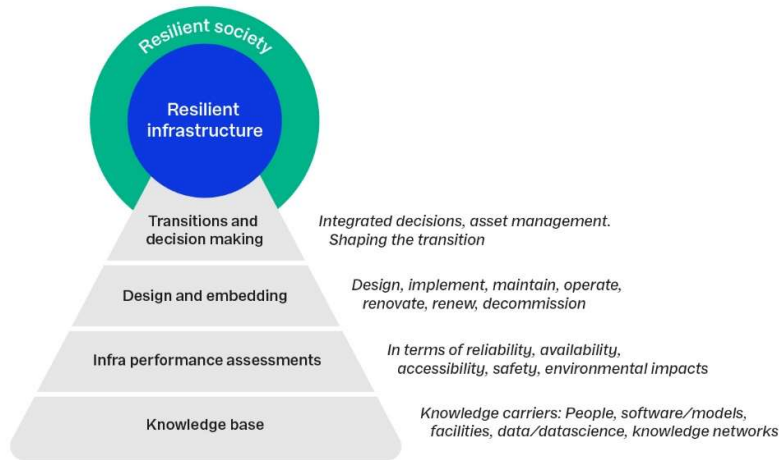 Resilient society
Resilient
infrastructure
Transitions and
decision making
Integrated decisions, asset management.
Shaping the transition
Design and embedding
Design, implement, maintain, operate,
renovate, renew, decommission
Infra performance assessments
In terms of reliability, availability,
accessibility, safety, environmental impacts
Knowledge base
Knowledge carriers: People, software/models,
facilities, data/datascience, knowledge networks